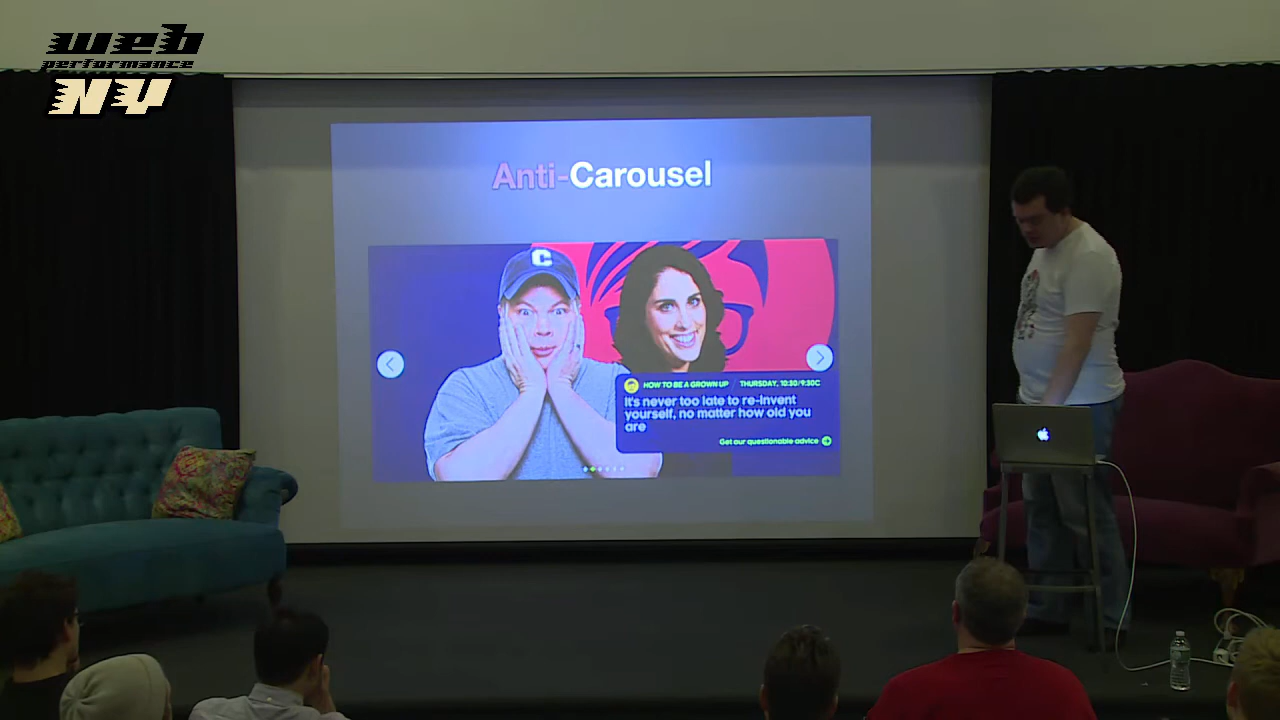 web
performance
NY
Anti-Carousel
C
HOW TO BE A GROWN UP THURSDAY, 10:30/9:30C
It's never too late to re-invent
yourself, no matter how old you
are
Get our questionable advice